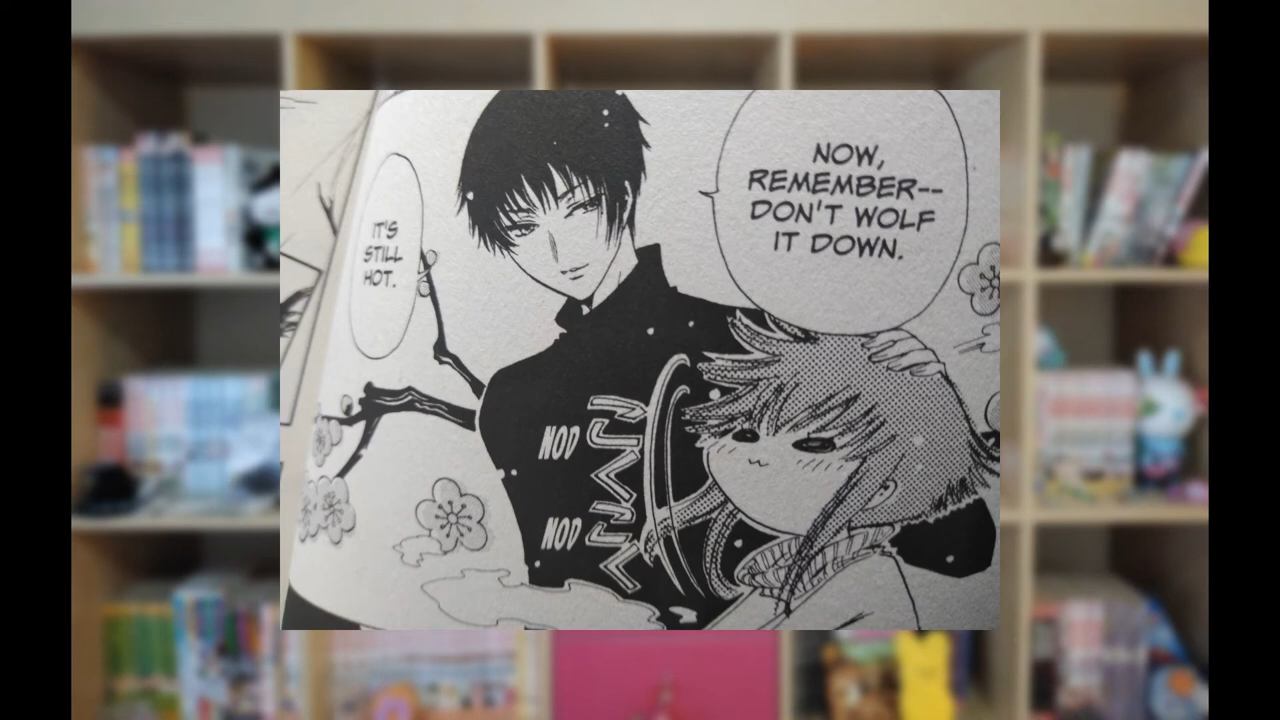 NOW,
REMEMBER--
DON'T WOLF
IT DOWN.
IT'S
STILL
HOT.
NOD
NOD